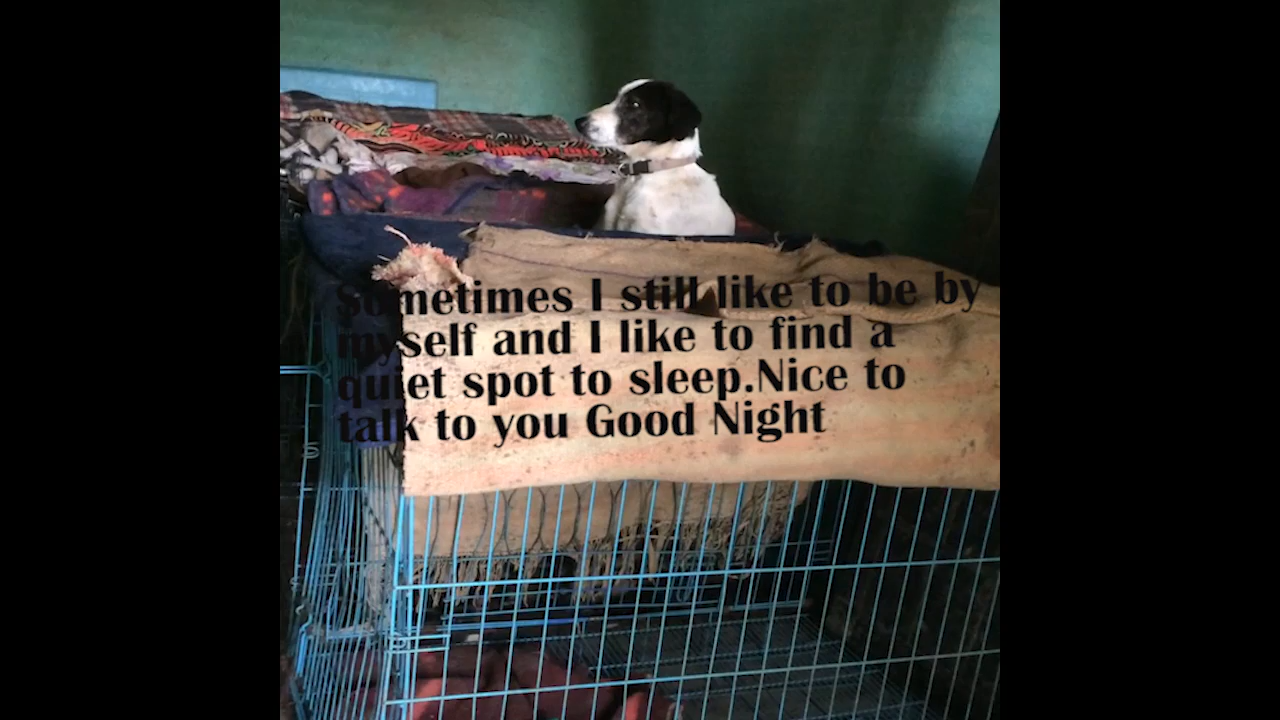 Sometimes I still like to be by
myself and I like to find a
quiet spot to sleep.Nice to
talk to you Good Night